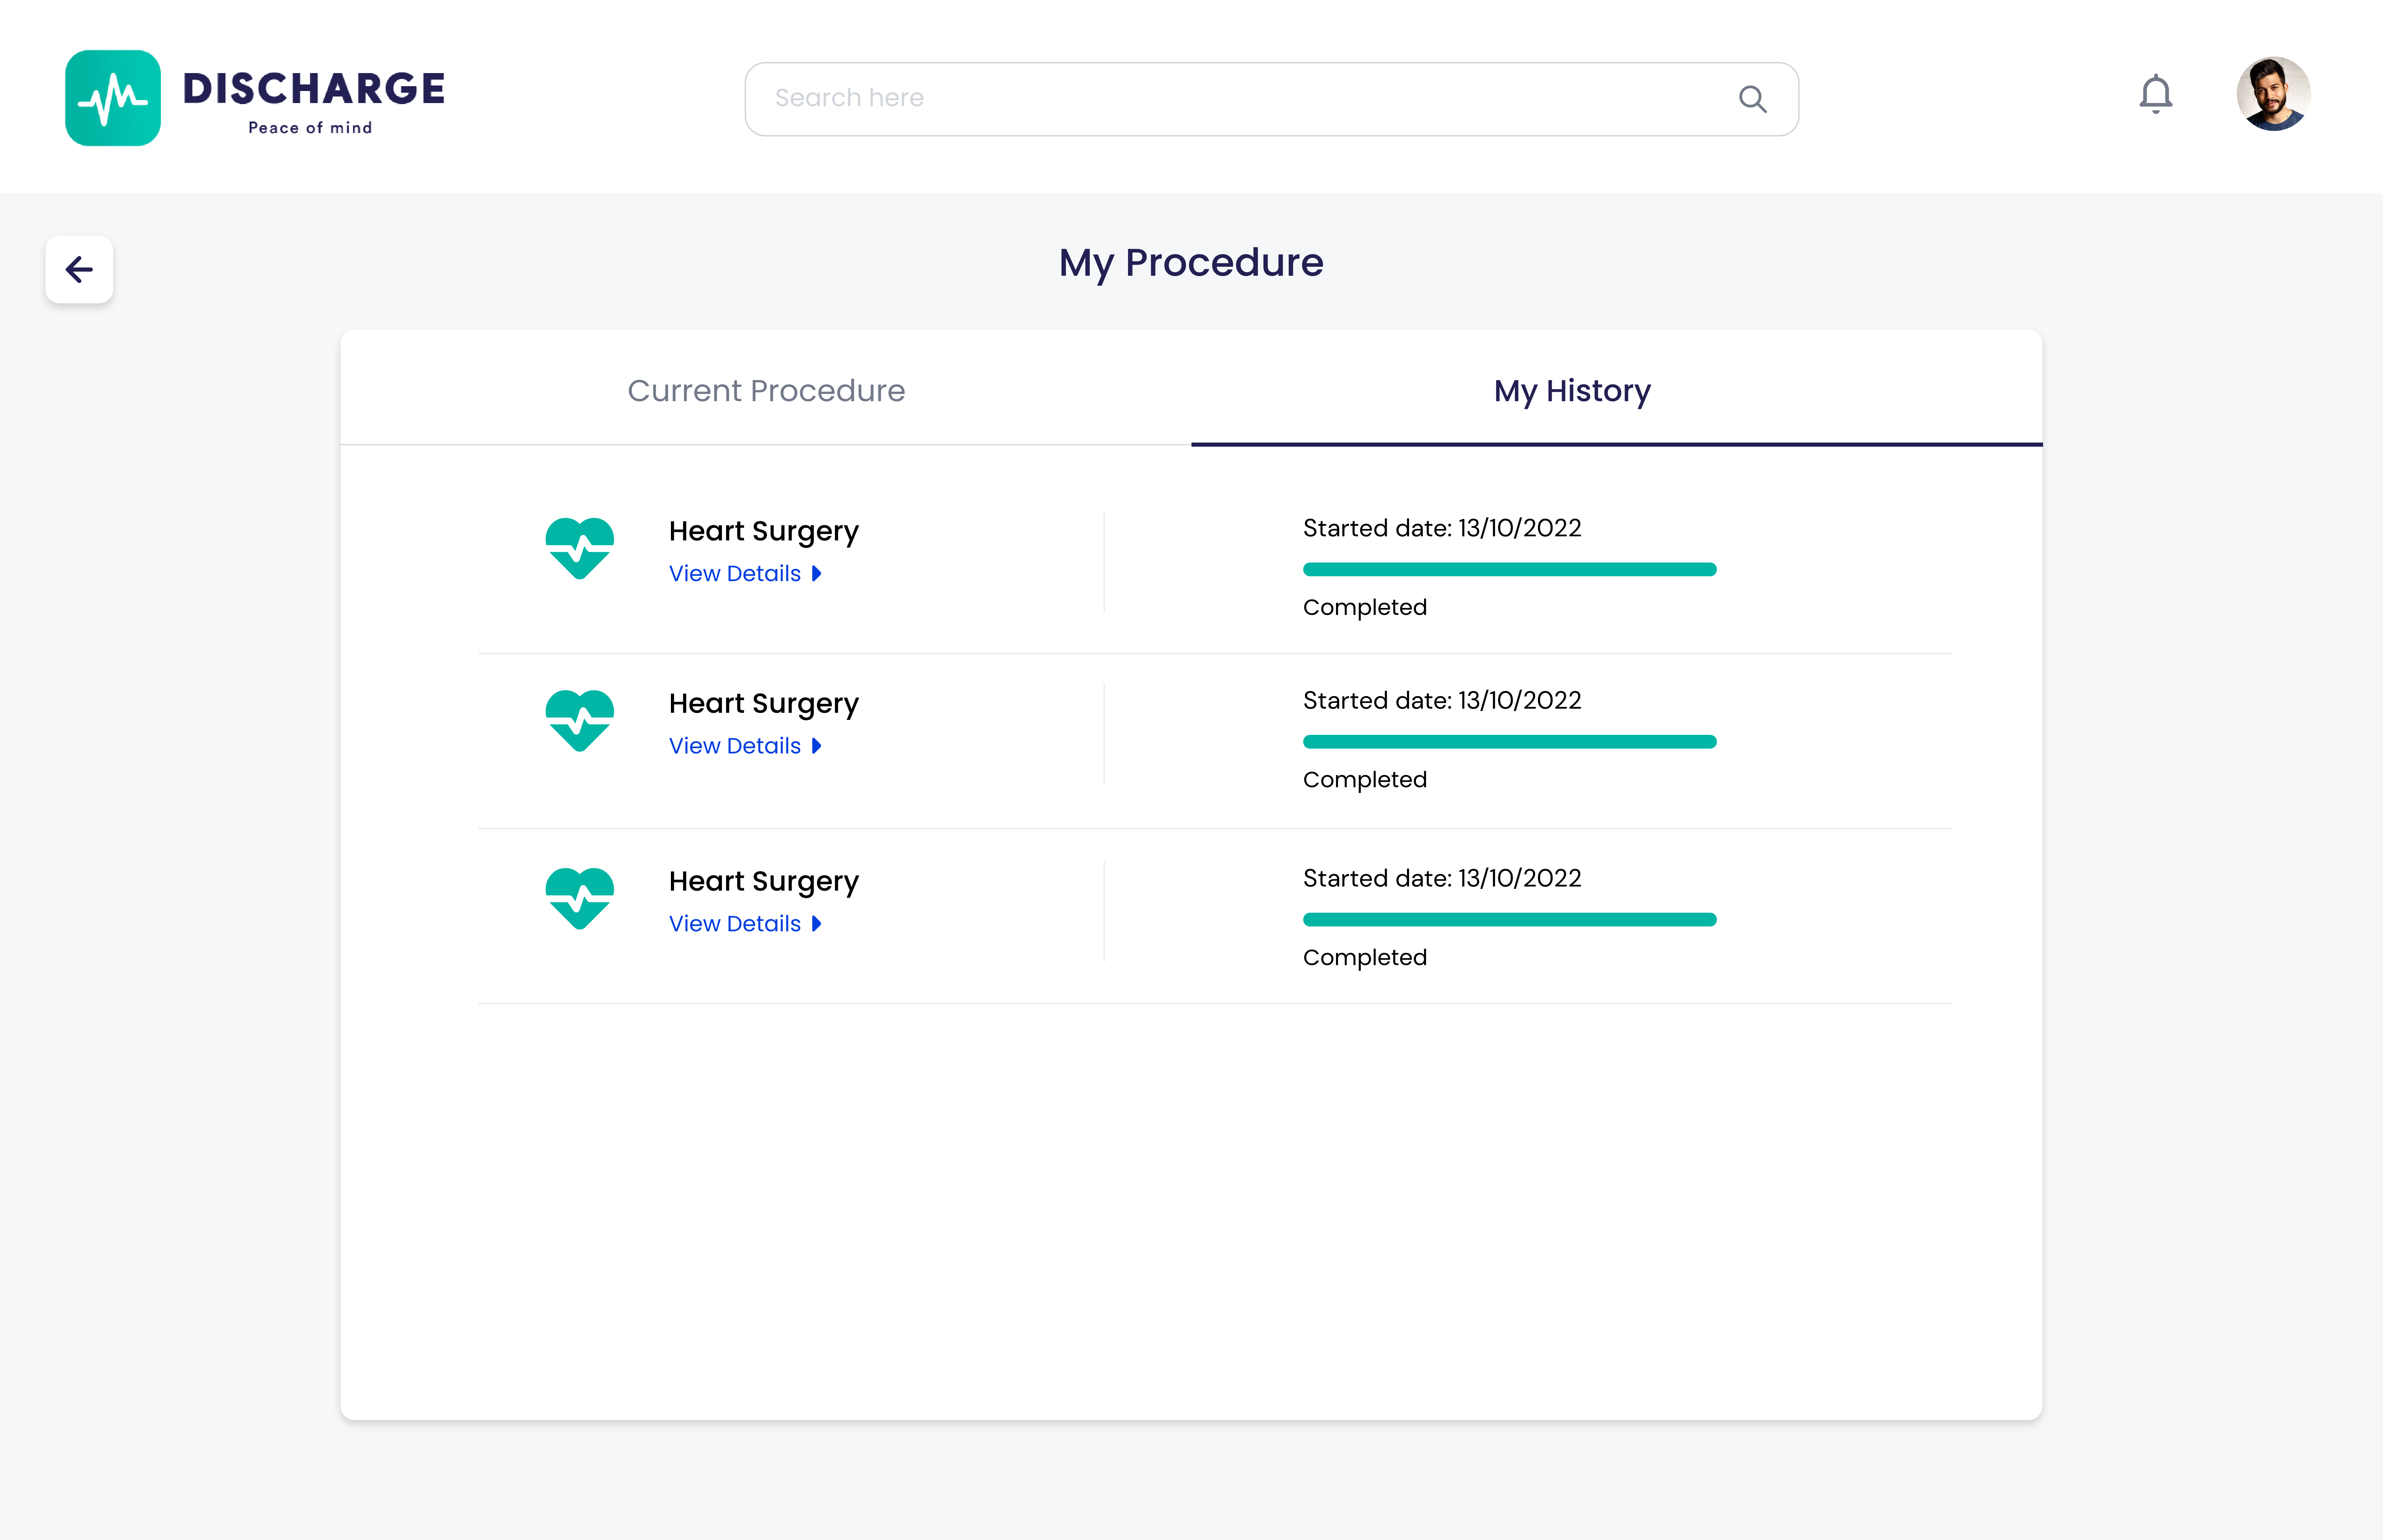 DISCHARGE
Peace of mind
Search here
My Procedure
Current Procedure
My History
Heart Surgery
View Details
Started date: 13/10/2022
Completed
Heart Surgery
View Details
Started date: 13/10/2022
Completed
Heart Surgery
View Details
Started date: 13/10/2022
Completed